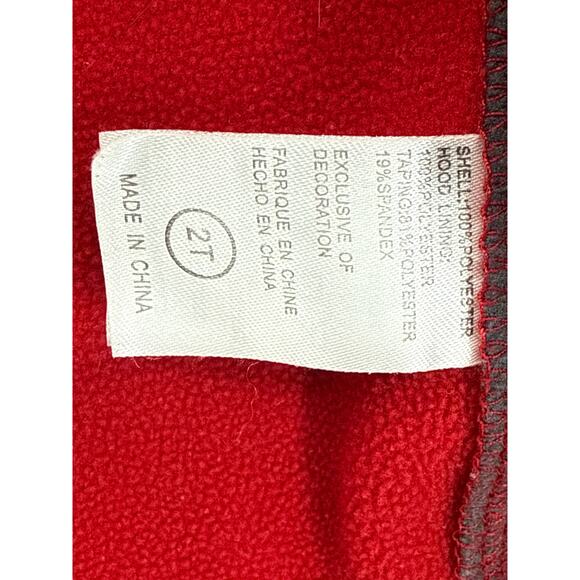 SHELL:100%POLYESTER
HOOD LINING:
100%POLYESTER
TAPING:81%POLYESTER
19%SPANDEX
EXCLUSIVE OF
DECORATION
FABRIQUE EN CHINE
HECHO EN CHINA
2T
MADE IN CHINA